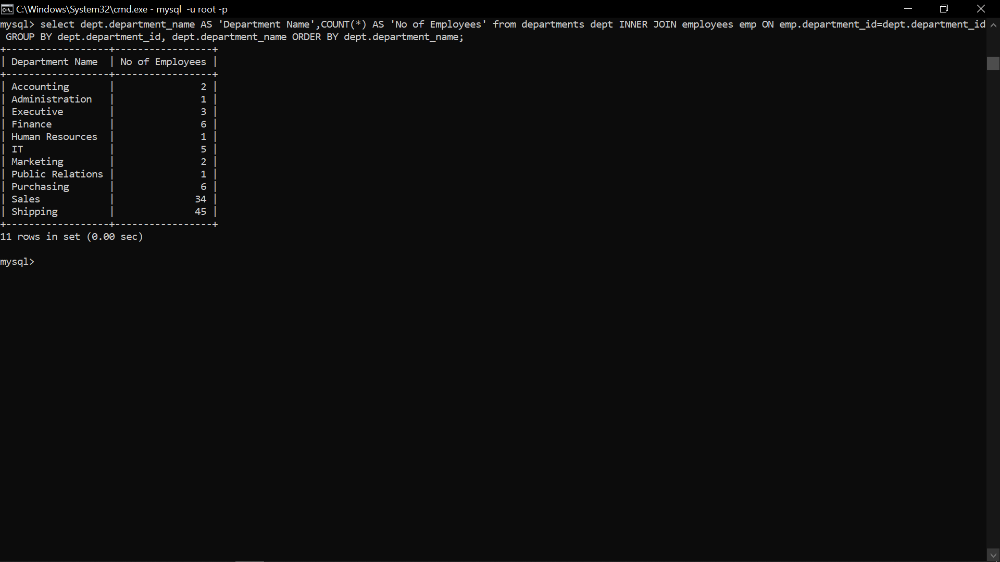 C:\Windows\System32\cmd.exe - mysql  -u root -p
mysql> select dept.department_name AS 'Department Name',COUNT(*) AS 'No of Employees' from departments dept INNER JOIN employees emp ON emp.department_id=dept.department_id
 GROUP BY dept.department_id, dept.department_name ORDER BY dept.department_name;
+------------------+-----------------+
| Department Name  | No of Employees |
+------------------+-----------------+
| Accounting       |               2 |
| Administration   |               1 |
| Executive        |               3 |
| Finance          |               6 |
| Human Resources  |               1 |
| IT               |               5 |
| Marketing        |               2 |
| Public Relations |               1 |
| Purchasing       |               6 |
| Sales            |              34 |
| Shipping         |              45 |
+------------------+-----------------+
11 rows in set (0.00 sec)
mysql>